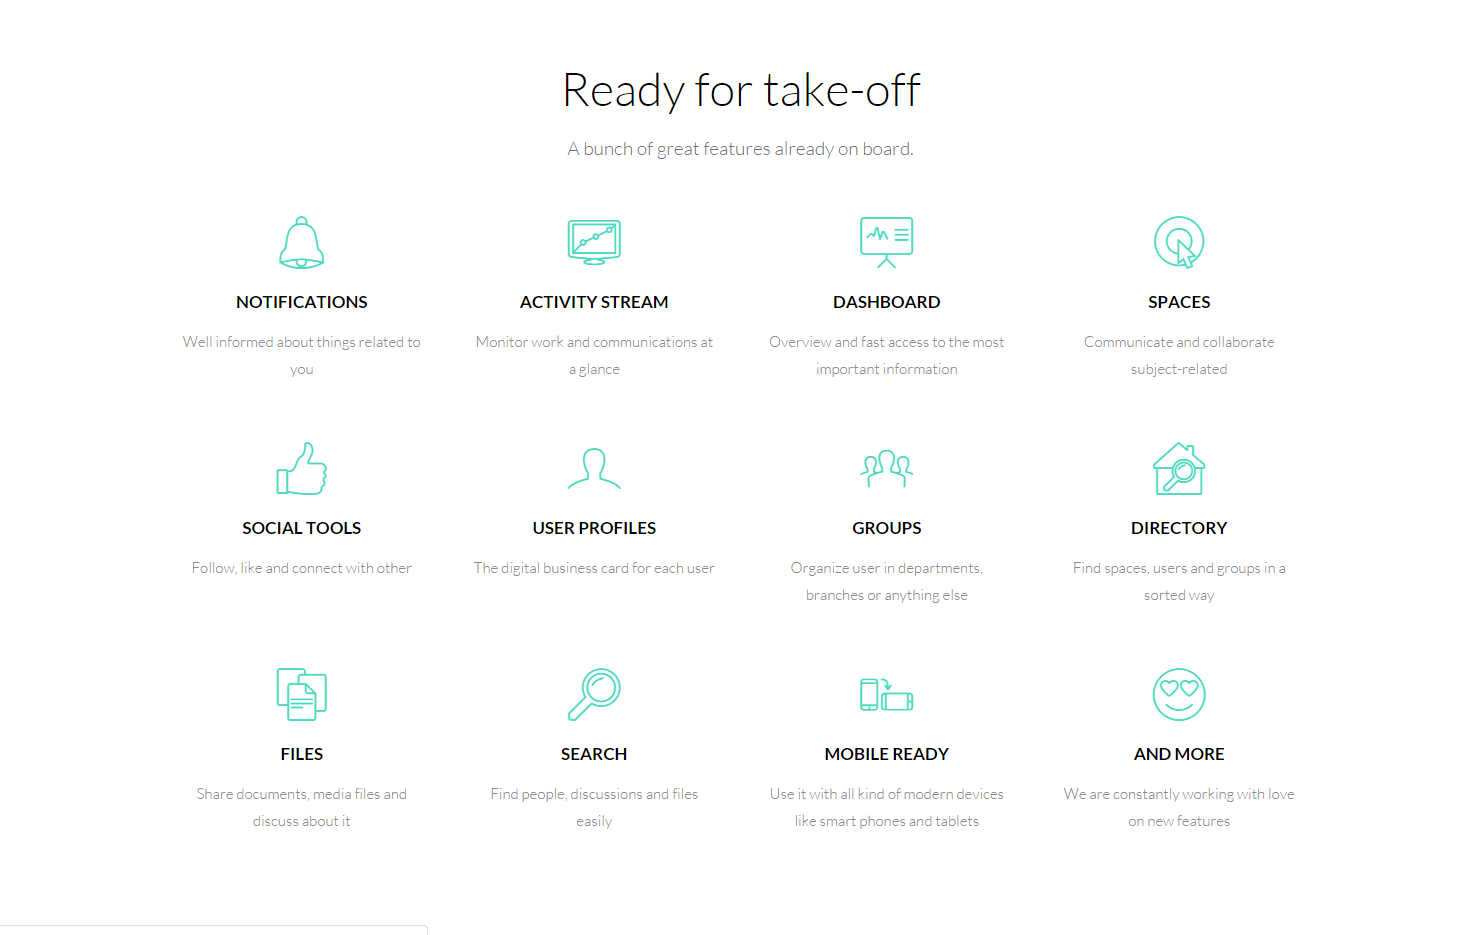 Ready for take-off
A bunch of great features already on board.
NOTIFICATIONS
Well informed about things related to
you
ACTIVITY STREAM
Monitor work and communications at
a glance
DASHBOARD
Overview and fast access to the most
important information
SPACES
Communicate and collaborate
subject-related
SOCIAL TOOLS
Follow, like and connect with other
USER PROFILES
The digital business card for each user
GROUPS
Organize user in departments,
branches or anything else
DIRECTORY
Find spaces, users and groups in a
sorted way
FILES
Share documents, media files and
discuss about it
SEARCH
Find people, discussions and files
easily
MOBILE READY
Use it with all kind of modern devices
like smart phones and tablets
AND MORE
We are constantly working with love
on new features